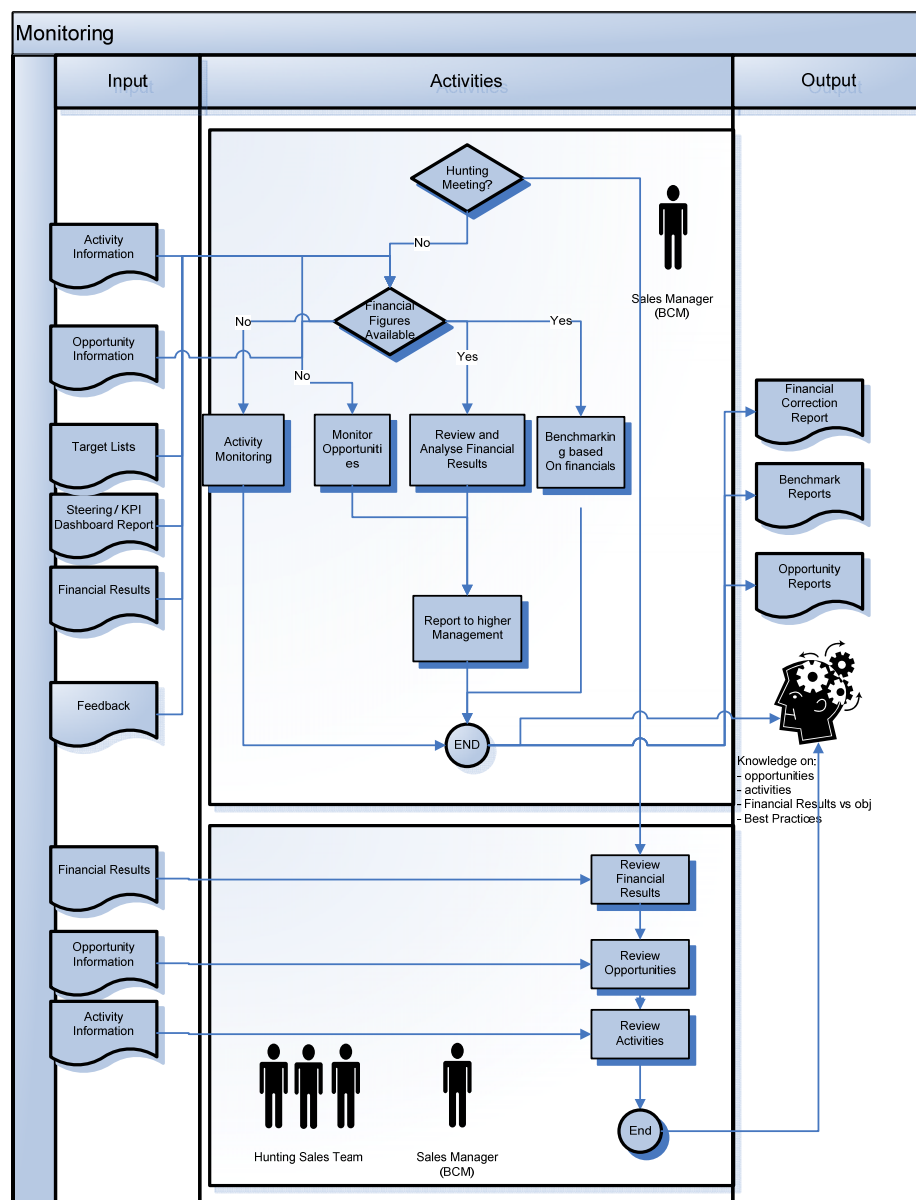 Monitoring
Input
Activities
Output
Hunting
Meeting?
No
Activity
Information
Sales Manager
(BCM)
Financial
Figures
Available
No
Yes
Yes
Opportunity
Information
No
Financial
Correction
Report
Target Lists
Activity
Monitoring
Monitor
Opportuniti
es
Review and
Analyse Financial
Results
Benchmarkin
g based
On financials
Benchmark
Reports
Steering / KPI
Dashboard Report
Financial Results
Opportunity
Reports
Report to higher
Management
Feedback
END
Knowledge on:
- opportunities
- activities
- Financial Results vs obj
- Best Practices
Financial Results
Review
Financial
Results
Opportunity
Information
Review
Opportunities
Activity
Information
Review
Activities
End
Hunting Sales Team
Sales Manager
(BCM)